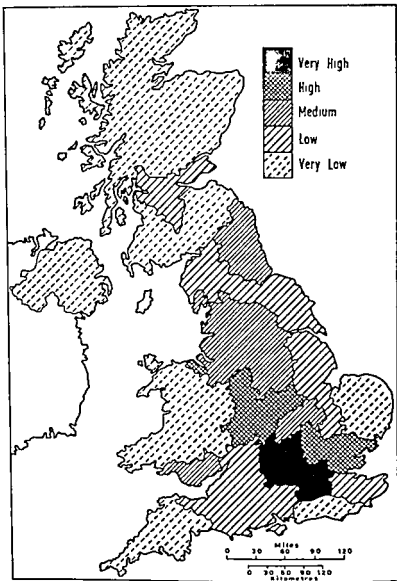 Very High
High
Medium
Low
Very Low
Miles
0 30 60 90 120
0 30 60 90 120
Kilometres